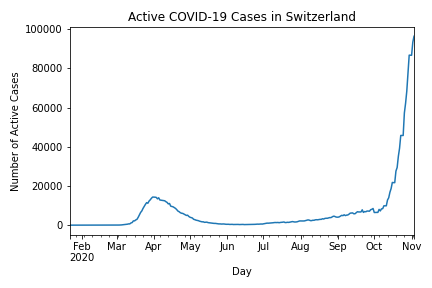 Active COVID-19 Cases in Switzerland
100000
80000
60000
40000
20000
0
Number of Active Cases
Feb Mar Apr May Jun Jul Aug Sep Oct Nov
2020
Day